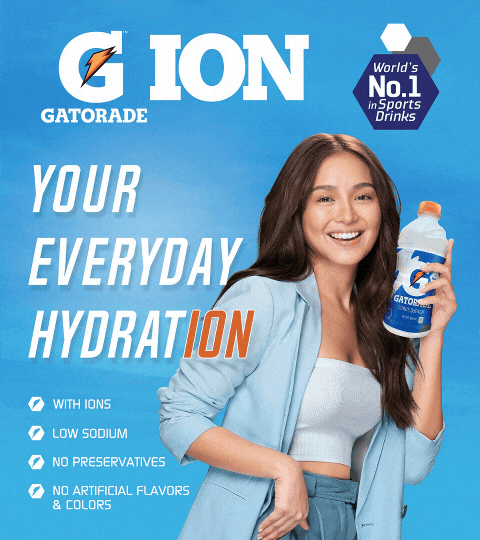 G ION
GATORADE
World's
No.1
in Sports
Drinks
YOUR
EVERYDAY
HYDRATION
WITH IONS
LOW SODIUM
NO PRESERVATIVES
NO ARTIFICIAL FLAVORS
& COLORS
G
GATORADE